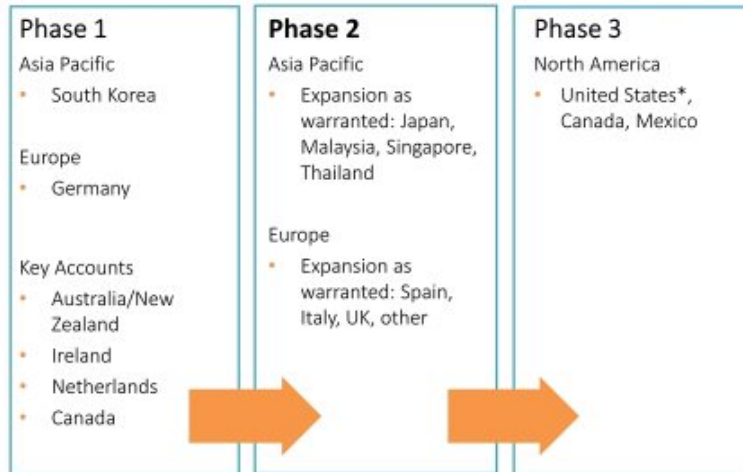 Phase 1
Asia Pacific
• South Korea
Europe
• Germany
Key Accounts
• Australia/New
Zealand
• Ireland
• Netherlands
• Canada
Phase 2
Asia Pacific
• Expansion as
warranted: Japan,
Malaysia, Singapore,
Thailand
Europe
• Expansion as
warranted: Spain,
Italy, UK, other
Phase 3
North America
• United States*,
Canada, Mexico